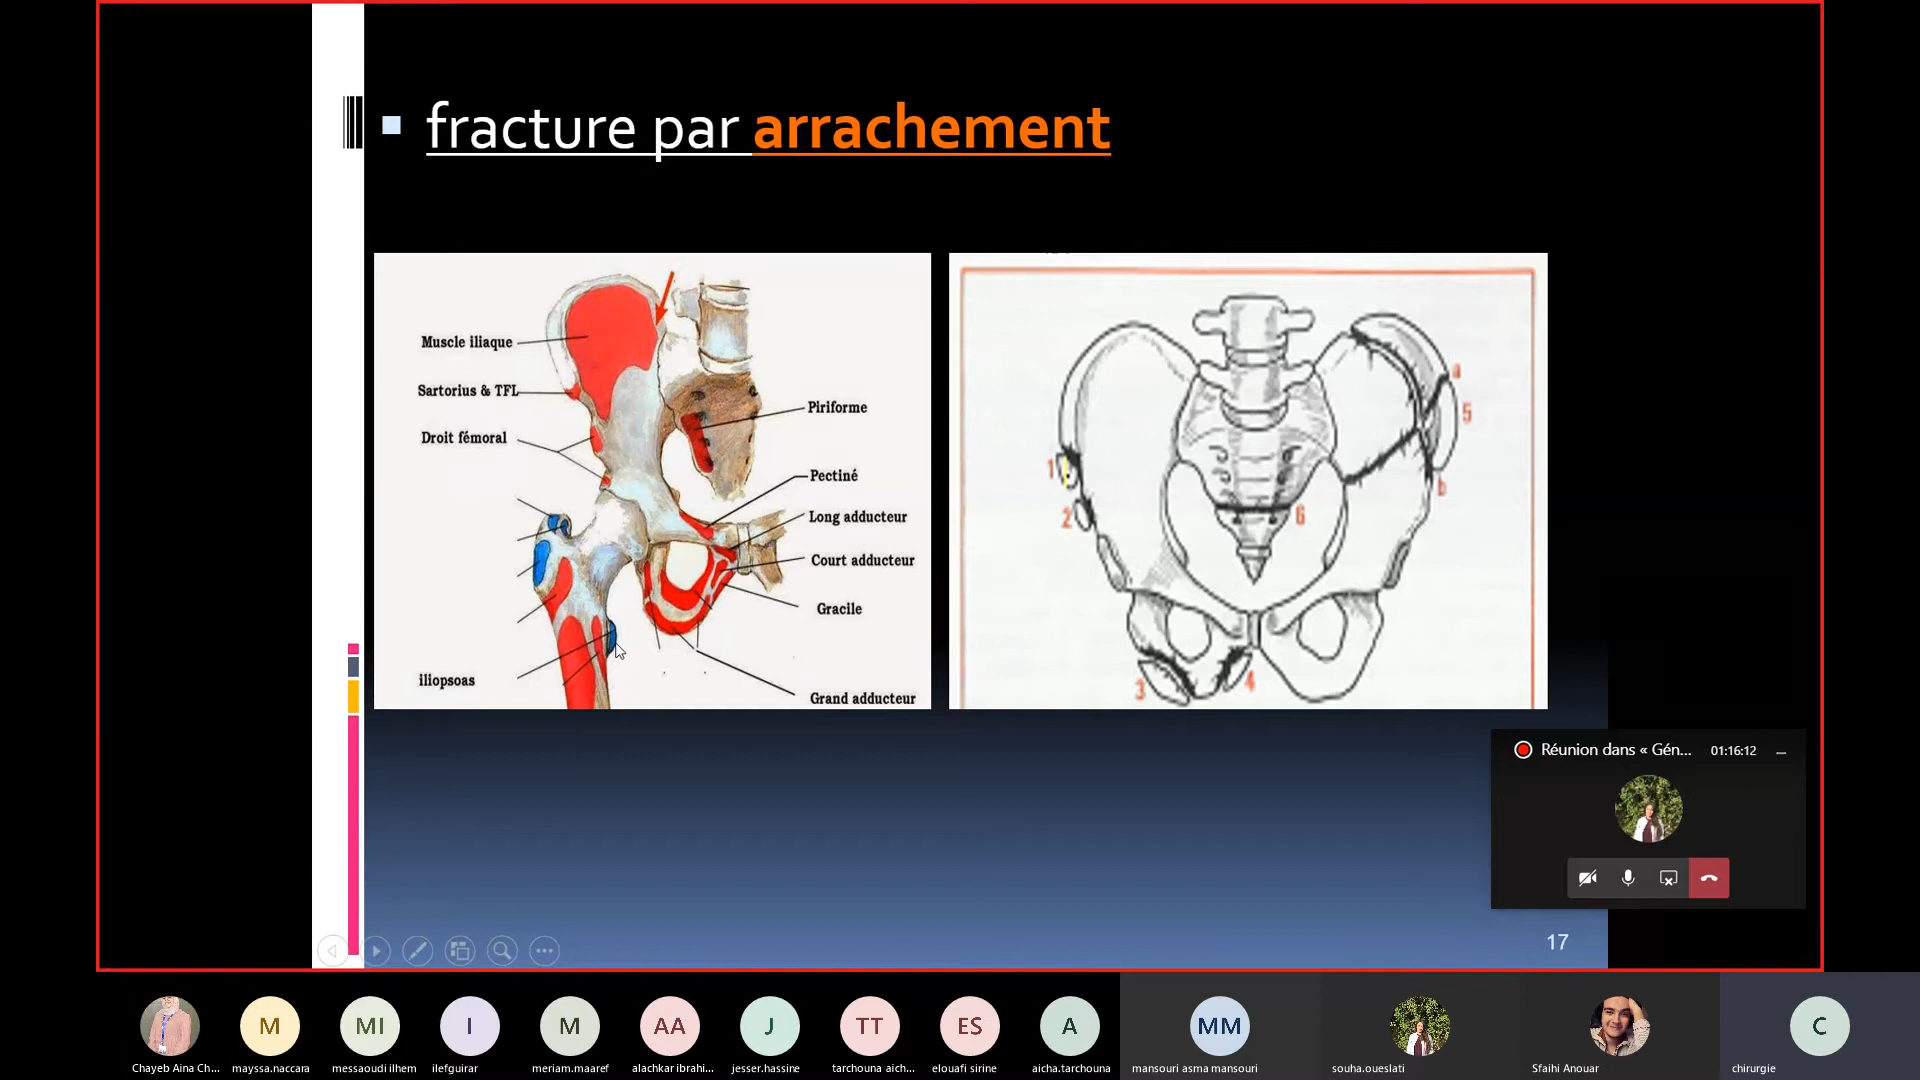 fracture par arrachement
Muscle iliaque
Sartorius & TFL
Droit fémoral
iliopsoas
Piriforme
Pectiné
Long adducteur
Court adducteur
Gracile
Grand adducteur
1
2
3
4
a
5
b
6
Réunion dans « Gén... 01:16:12
17
M
MI
I
M
AA
J
TT
ES
A
MM
C
Chayeb Aina Ch...
mayssa.naccara
messaoudi ilhem
ilefguirar
meriam.maaref
alachkar ibrahi...
jesser.hassine
tarchouna aich...
elouafi sirine
aicha.tarchouna
mansouri asma mansouri
souha.oueslati
Sfaihi Anouar
chirurgie